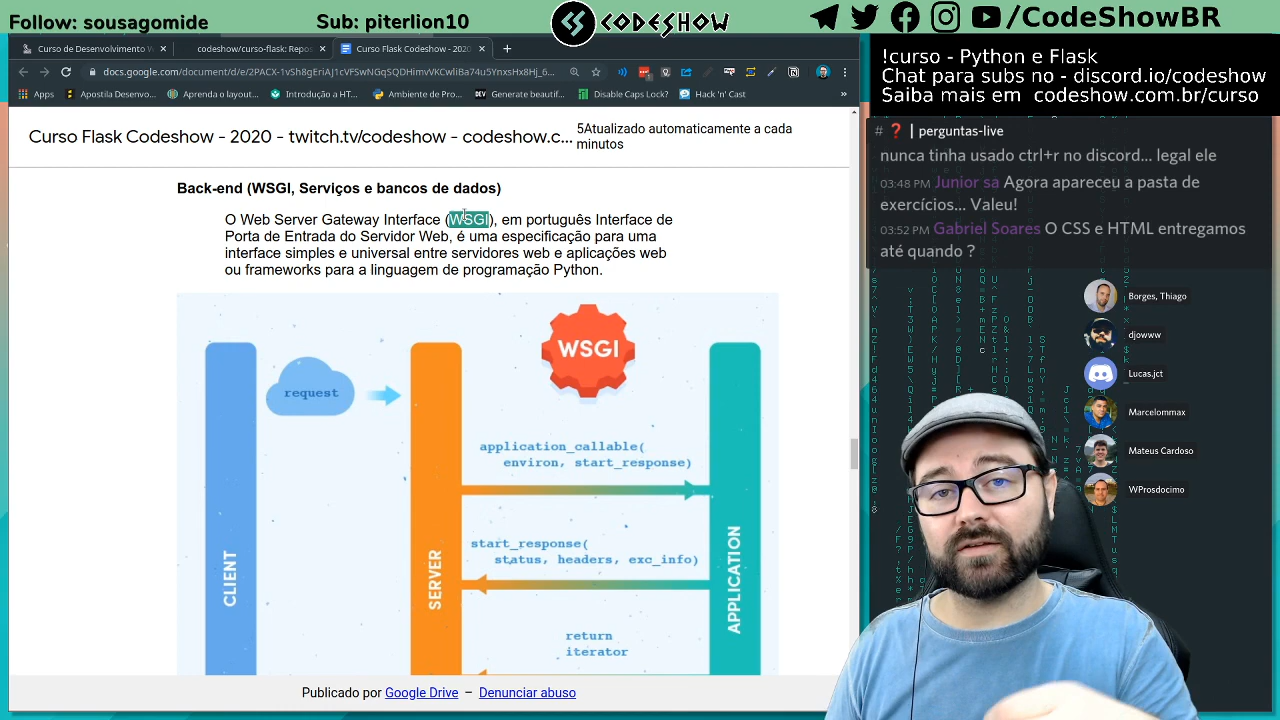 Follow: sousagomide
Sub: piterlion10
CODESHOW
/CodeShowBR
Curso de Desenvolvimento W
codeshow/curso-flask: Repos
Curso Flask Codeshow - 2020
docs.google.com/document/d/e/2PACX-1vSh8gEriAJ1cVFSwNGqSQDHimvVKCwliBa74u5YnxsHx8Hj_6...
Apps
Apostila Desenvo...
Aprenda o layout...
Introdução a HT...
Ambiente de Pro...
DEV Generate beautif...
Disable Caps Lock?
Hack 'n' Cast
»
Curso Flask Codeshow - 2020 - twitch.tv/codeshow - codeshow.c...
5Atualizado automaticamente a cada
minutos
Back-end (WSGI, Serviços e bancos de dados)
O Web Server Gateway Interface (WSGI), em português Interface de
Porta de Entrada do Servidor Web, é uma especificação para uma
interface simples e universal entre servidores web e aplicações web
ou frameworks para a linguagem de programação Python.
WSGI
request
application_callable(
environ, start_response)
start_response(
status, headers, exc_info)
return
iterator
CLIENT
SERVER
APPLICATION
Publicado por Google Drive – Denunciar abuso
!curso - Python e Flask
Chat para subs no - discord.io/codeshow
Saiba mais em codeshow.com.br/curso
# ❓ | perguntas-live
nunca tinha usado ctrl+r no discord... legal ele
03:48 PM Junior sa Agora apareceu a pasta de
exercícios... Valeu!
03:52 PM Gabriel Soares O CSS e HTML entregamos
até quando ?
Borges, Thiago
djowww
Lucas.jct
Marcelommax
Mateus Cardoso
WProsdocimo